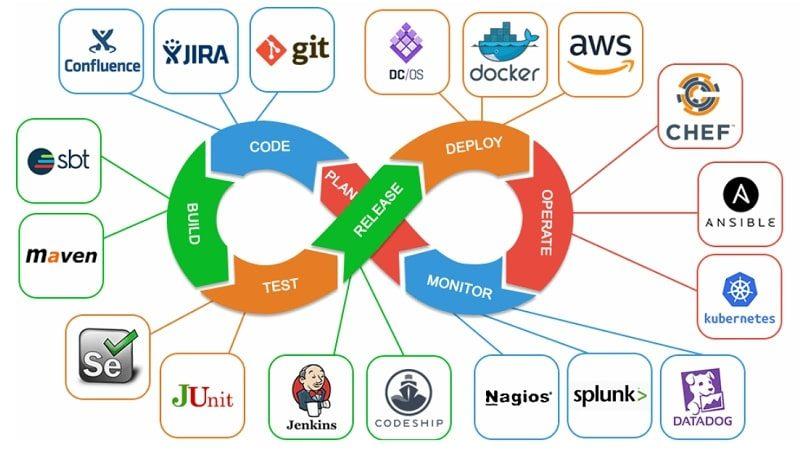 Confluence
JIRA
git
DC/OS
docker
aws
CHEF™
sbt
CODE
DEPLOY
PLAN
RELEASE
BUILD
OPERATE
ANSIBLE
maven
TEST
MONITOR
kubernetes
Se
JUnit
Jenkins
CODESHIP
Nagios®
splunk>
DATADOG